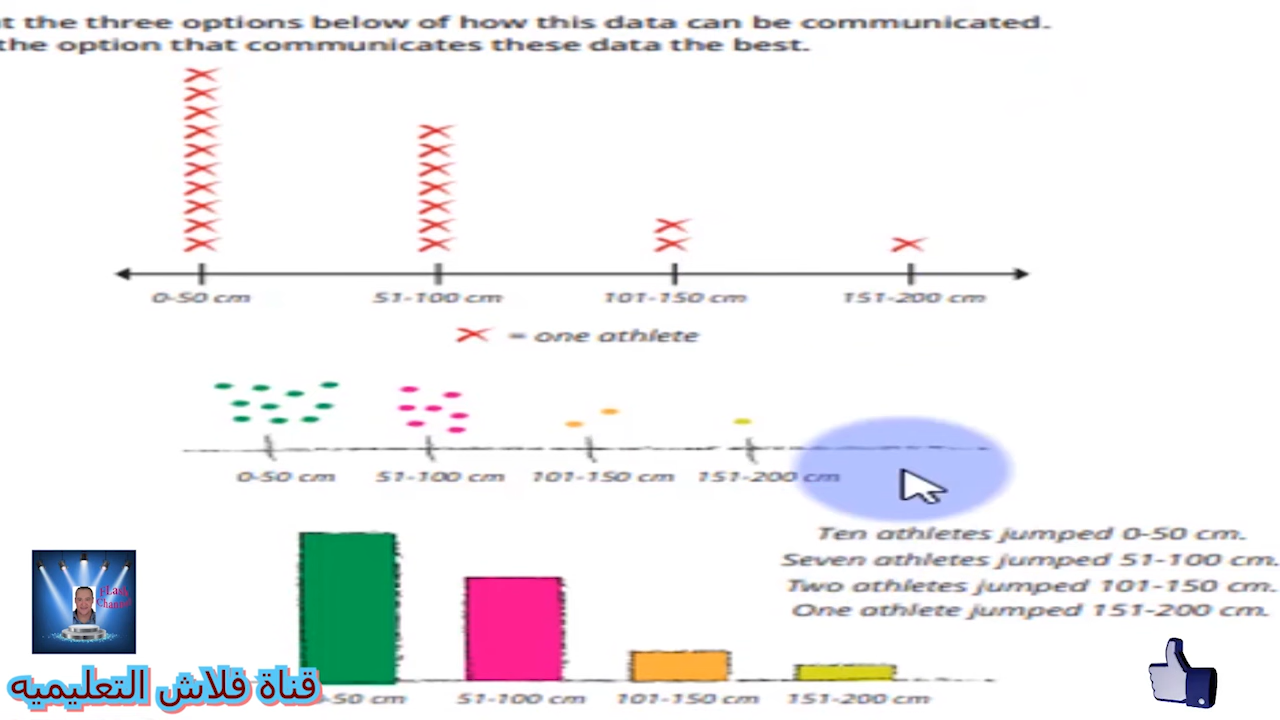 t the three options below of how this data can be communicated.
the option that communicates these data the best.
0-50 cm
51-100 cm
101-150 cm
151-200 cm
= one athlete
0-50 cm
51-100 cm
101-150 cm
151-200 cm
Ten athletes jumped 0-50 cm.
Seven athletes jumped 51-100 cm.
Two athletes jumped 101-150 cm.
One athlete jumped 151-200 cm.
-50 cm
51-100 cm
101-150 cm
151-200 cm
قناة فلاش التعليميه